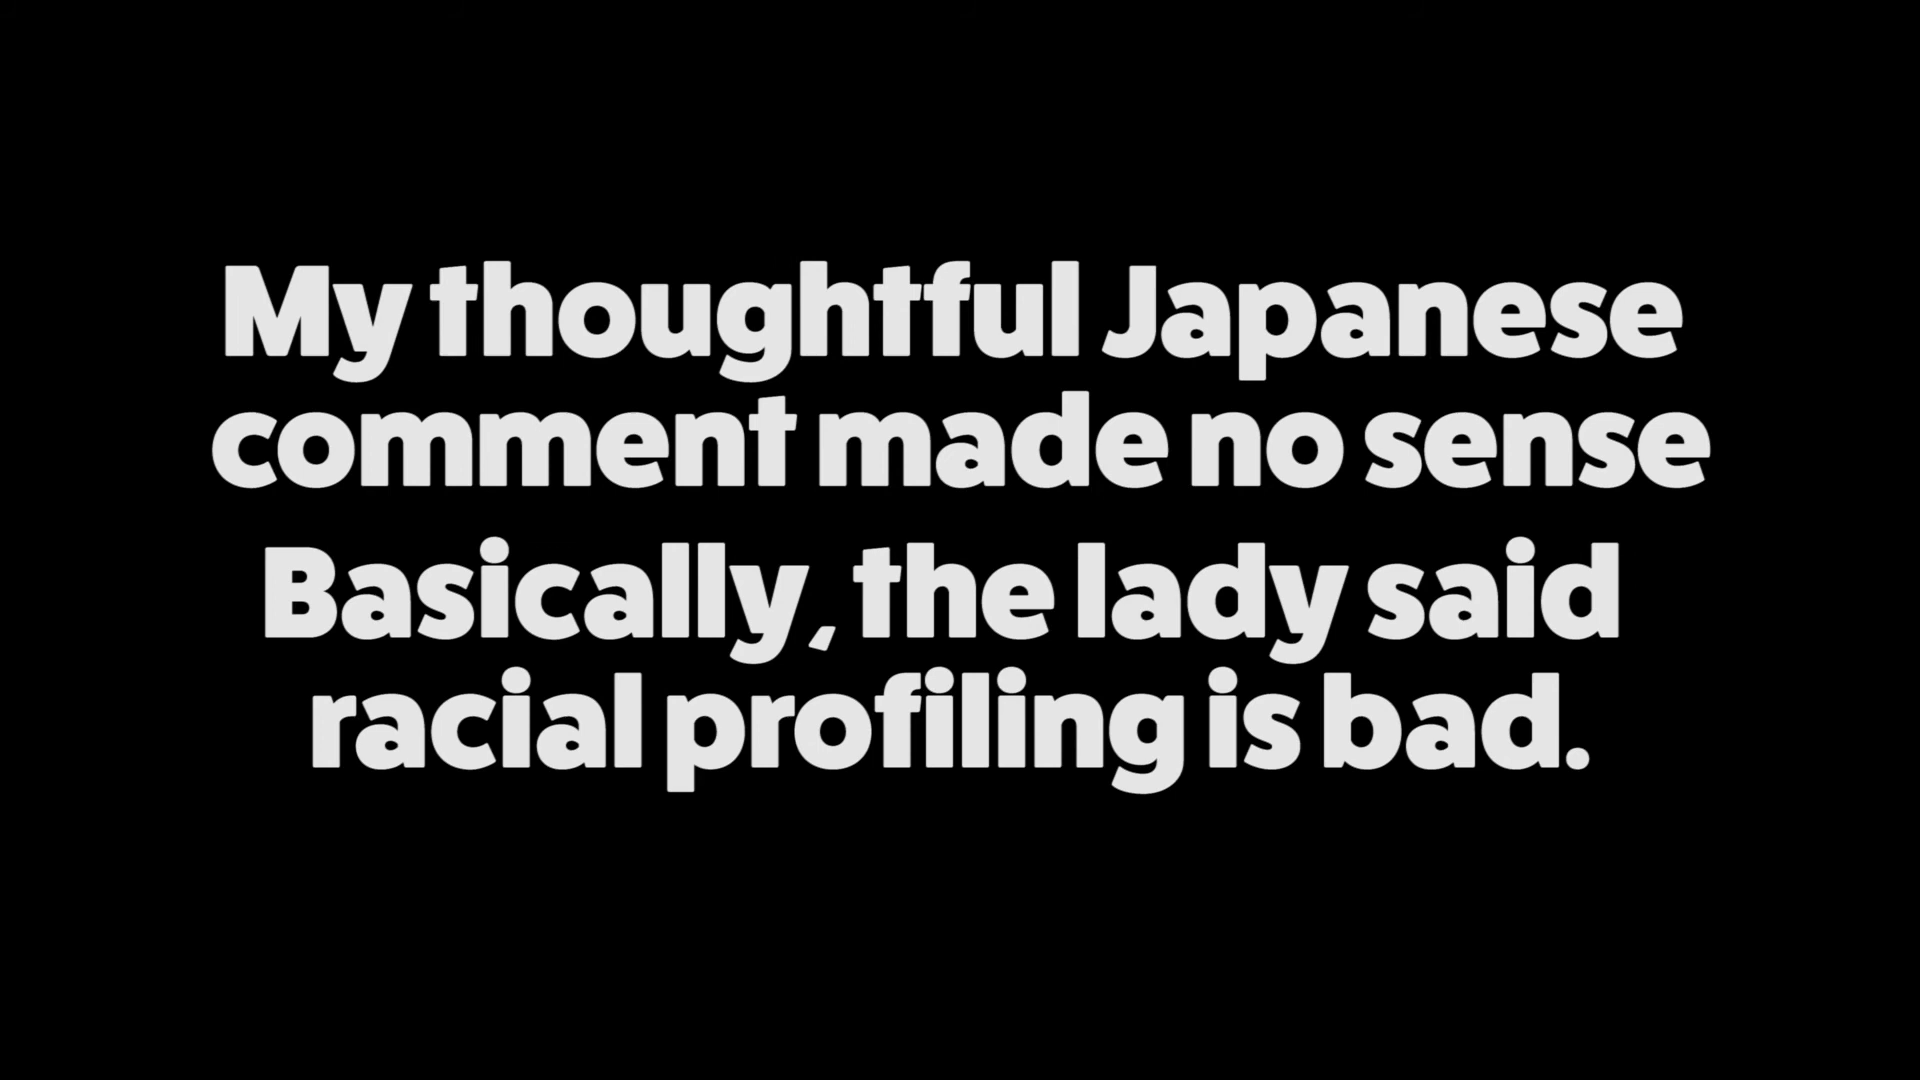 My thoughtful Japanese
comment made no sense
Basically, the lady said
racial profiling is bad.